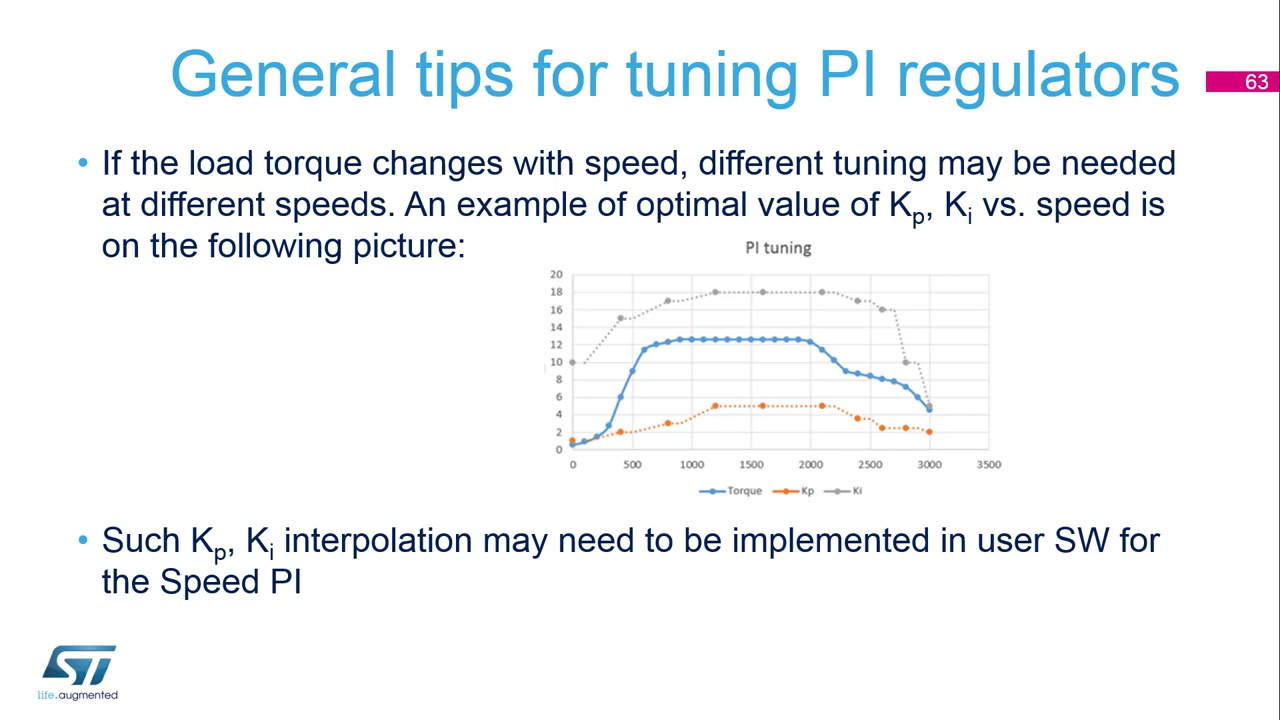 General tips for tuning PI regulators
63
• If the load torque changes with speed, different tuning may be needed
at different speeds. An example of optimal value of Kp, Ki vs. speed is
on the following picture:
PI tuning
20
18
16
14
12
10
8
6
4
2
0
0 500 1000 1500 2000 2500 3000 3500
Torque Kp Ki
• Such Kp, Ki interpolation may need to be implemented in user SW for
the Speed PI
ST
life.augmented